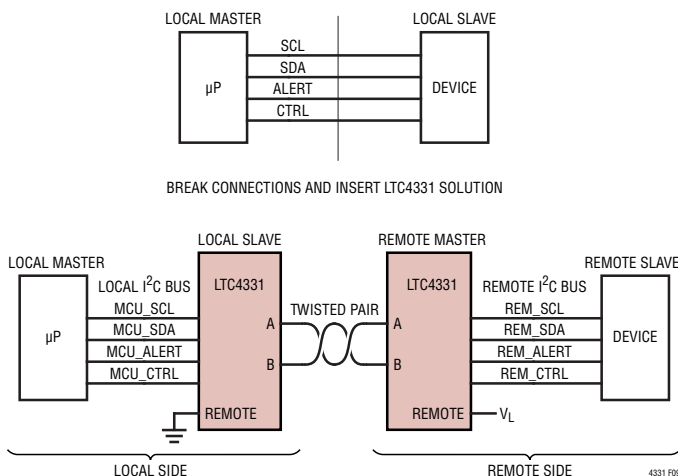 LOCAL MASTER
LOCAL SLAVE
µP
SCL
SDA
ALERT
CTRL
DEVICE
BREAK CONNECTIONS AND INSERT LTC4331 SOLUTION
LOCAL MASTER
LOCAL I²C BUS
LOCAL SLAVE
REMOTE MASTER
REMOTE I²C BUS
REMOTE SLAVE
µP
MCU_SCL
MCU_SDA
MCU_ALERT
MCU_CTRL
LTC4331
A
B
REMOTE
TWISTED PAIR
LTC4331
A
B
REMOTE
VL
REM_SCL
REM_SDA
REM_ALERT
REM_CTRL
DEVICE
LOCAL SIDE
REMOTE SIDE
4331 F09